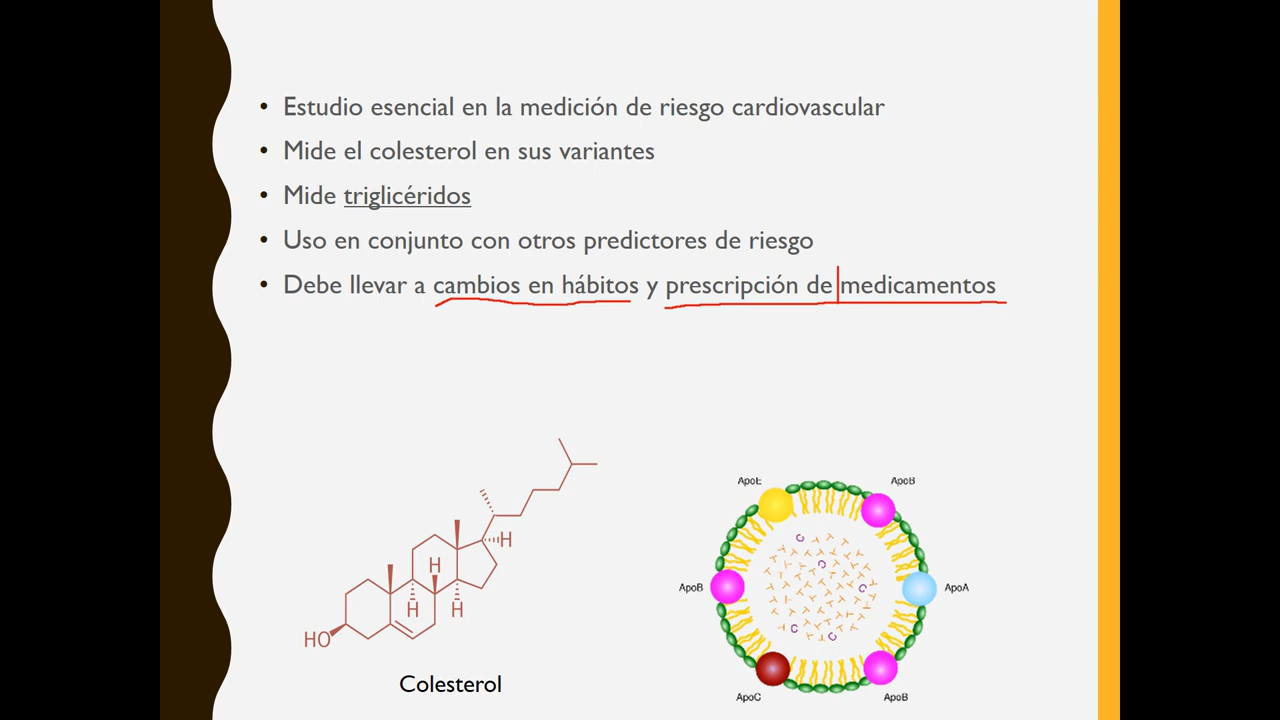 • Estudio esencial en la medición de riesgo cardiovascular
• Mide el colesterol en sus variantes
• Mide triglicéridos
• Uso en conjunto con otros predictores de riesgo
• Debe llevar a cambios en hábitos y prescripción de medicamentos
H
H
H
H
HO
Colesterol
ApoE
ApoB
C
C
ApoB
C
ApoA
C
C
ApoC
ApoB